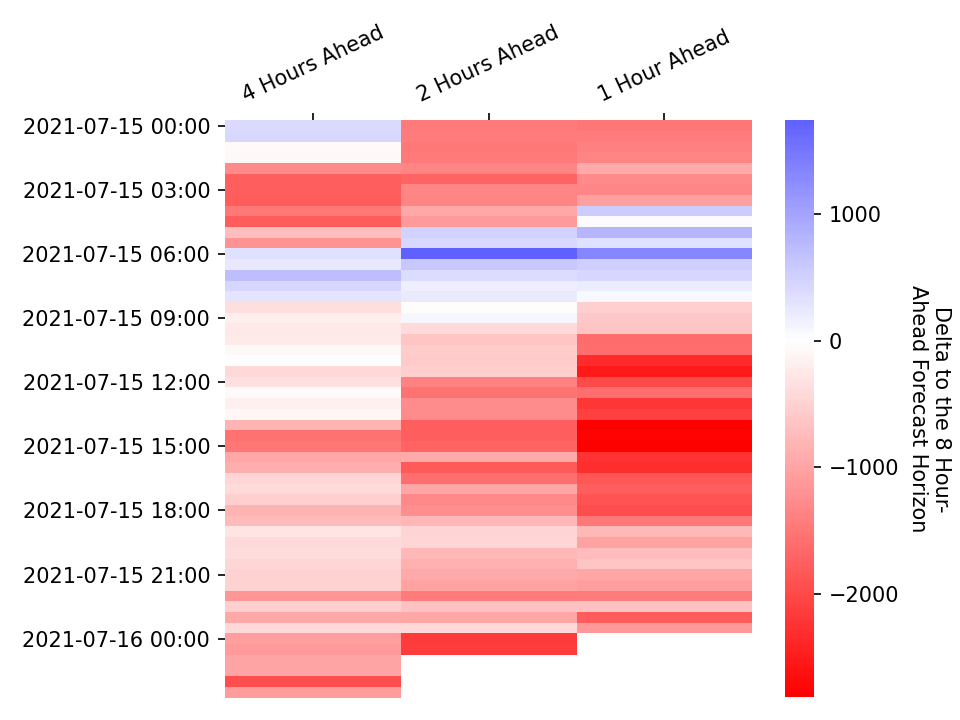 4 Hours Ahead
2 Hours Ahead
1 Hour Ahead
2021-07-15 00:00
2021-07-15 03:00
2021-07-15 06:00
2021-07-15 09:00
2021-07-15 12:00
2021-07-15 15:00
2021-07-15 18:00
2021-07-15 21:00
2021-07-16 00:00
1000
0
−1000
−2000
Delta to the 8 Hour-
Ahead Forecast Horizon